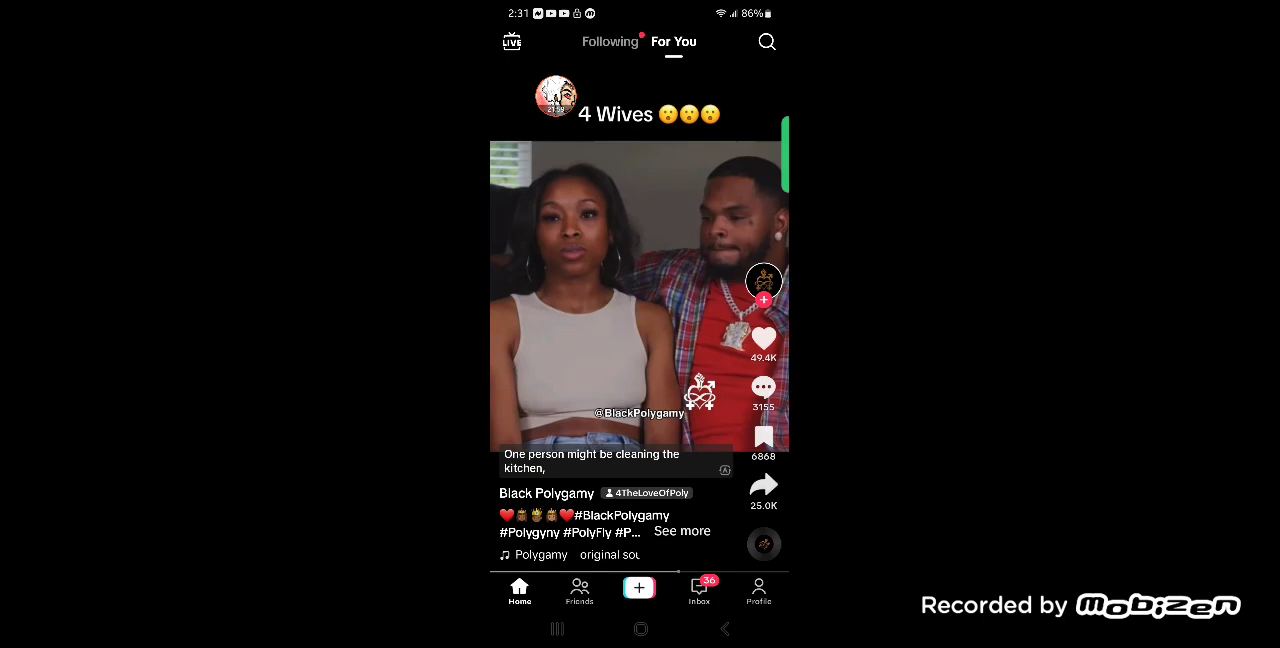 2:31
86%
LIVE
Following
For You
21:59
4 Wives 😮😮😮
49.4K
@BlackPolygamy
3155
One person might be cleaning the
kitchen,
6868
Black Polygamy
4TheLoveOfPoly
25.0K
#BlackPolygamy
#Polygyny #PolyFly #P...
See more
Polygamy original sou
36
Home
Friends
Inbox
Profile
Recorded by mobizen